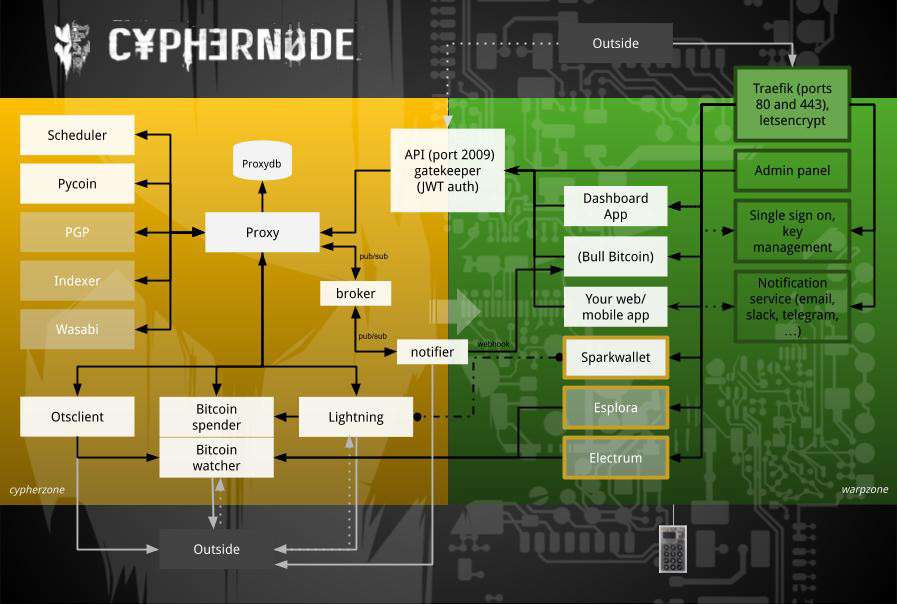 C¥PHERNUDE
Outside
Traefik (ports
80 and 443),
letsencrypt
Scheduler
Pycoin
PGP
Indexer
Wasabi
Proxydb
Proxy
API (port 2009)
gatekeeper
(JWT auth)
Admin panel
Dashboard
App
Single sign on,
key
management
(Bull Bitcoin)
pub/sub
broker
Your web/
mobile app
Notification
service (email,
slack, telegram,
...)
pub/sub
notifier
webhook
Sparkwallet
Otsclient
Bitcoin
spender
Lightning
Esplora
Bitcoin
watcher
Electrum
cypherzone
warpzone
Outside